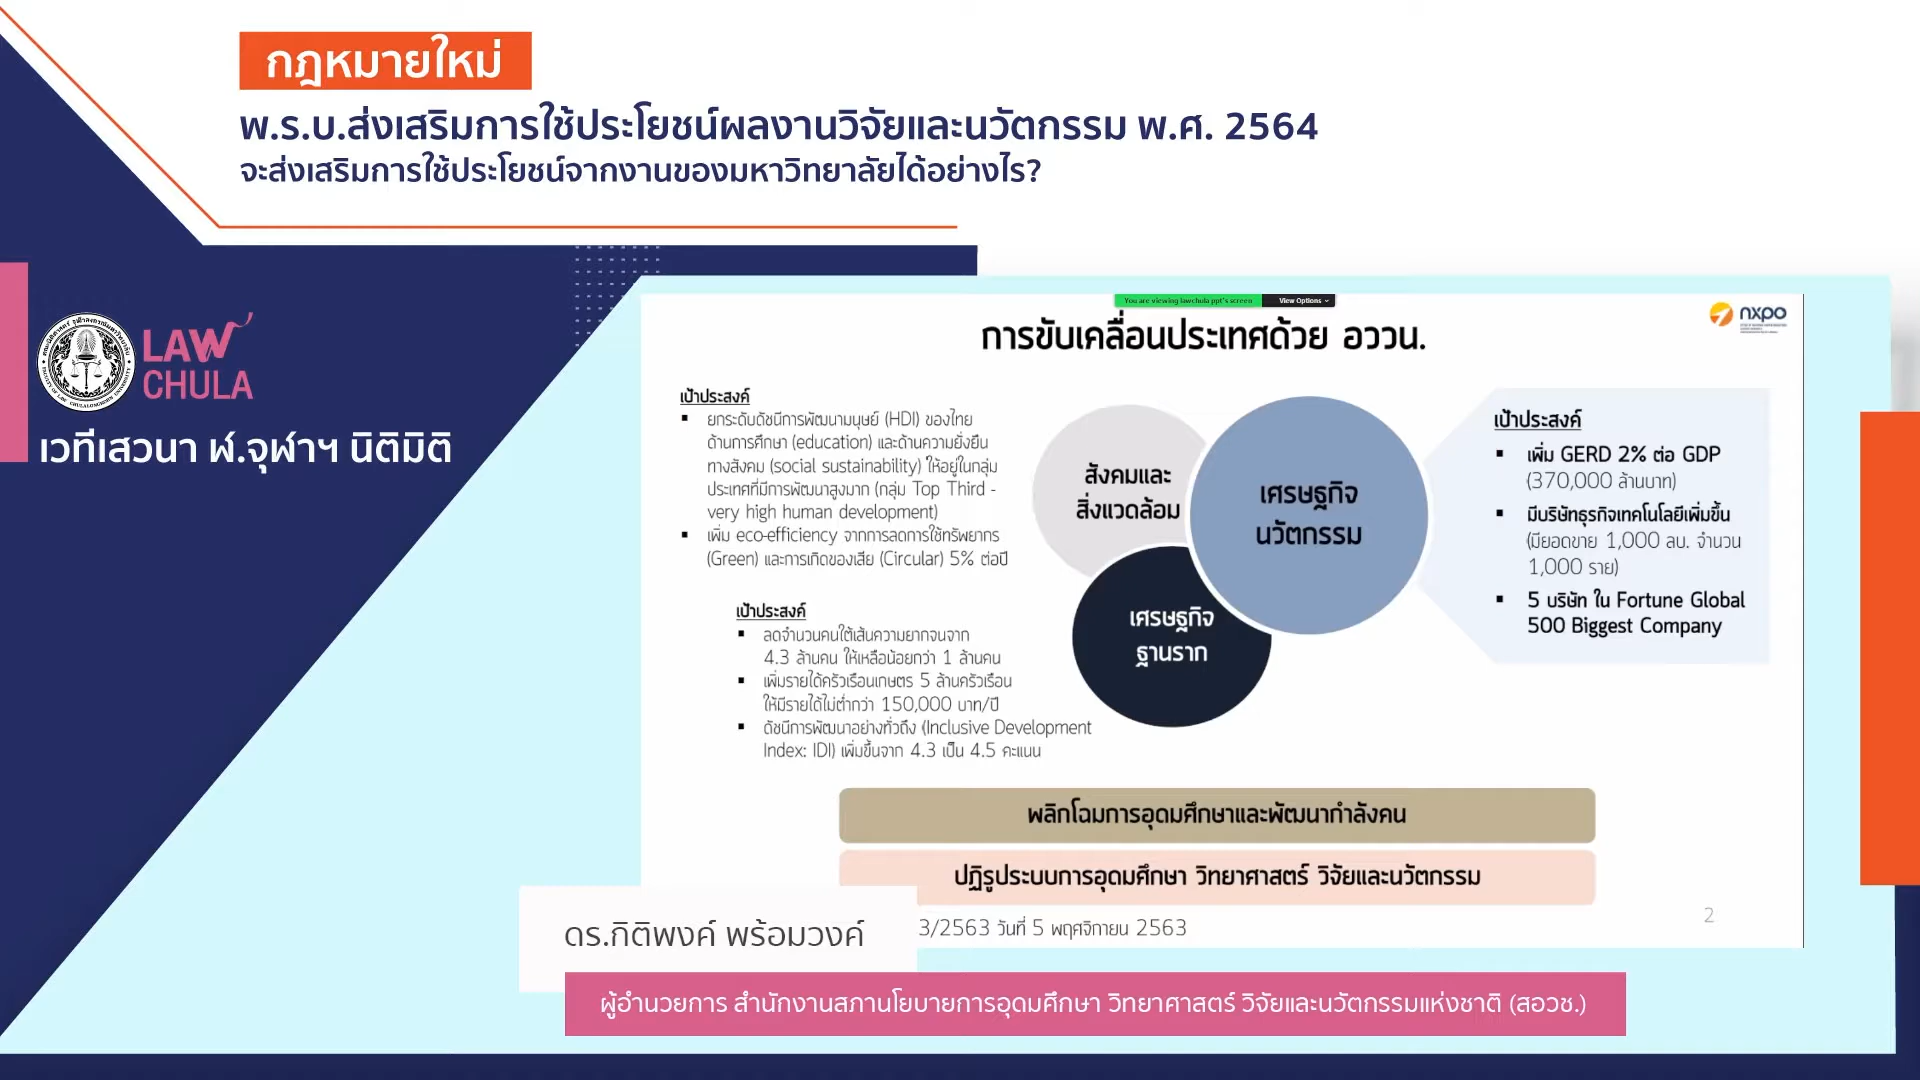 กฎหมายใหม่
พ.ร.บ.ส่งเสริมการใช้ประโยชน์ผลงานวิจัยและนวัตกรรม พ.ศ. 2564
จะส่งเสริมการใช้ประโยชน์จากงานของมหาวิทยาลัยได้อย่างไร?
LAW
CHULA
เวทีเสวนา ฬ.จุฬาฯ นิติมิติ
You are viewing lawchula ppt's screen
View Options
nxpo
การขับเคลื่อนประเทศด้วย อววน.
เป้าประสงค์
▪ ยกระดับดัชนีการพัฒนามนุษย์ (HDI) ของไทย
ด้านการศึกษา (education) และด้านความยั่งยืน
ทางสังคม (social sustainability) ให้อยู่ในกลุ่ม
ประเทศที่มีการพัฒนาสูงมาก (กลุ่ม Top Third -
very high human development)
▪ เพิ่ม eco-efficiency จากการลดการใช้ทรัพยากร
(Green) และการเกิดของเสีย (Circular) 5% ต่อปี
เป้าประสงค์
▪ ลดจำนวนคนใต้เส้นความยากจนจาก
4.3 ล้านคน ให้เหลือน้อยกว่า 1 ล้านคน
▪ เพิ่มรายได้ครัวเรือนเกษตร 5 ล้านครัวเรือน
ให้มีรายได้ไม่ต่ำกว่า 150,000 บาท/ปี
▪ ดัชนีการพัฒนาอย่างทั่วถึง (Inclusive Development
Index: IDI) เพิ่มขึ้นจาก 4.3 เป็น 4.5 คะแนน
สังคมและ
สิ่งแวดล้อม
เศรษฐกิจ
นวัตกรรม
เศรษฐกิจ
ฐานราก
เป้าประสงค์
▪ เพิ่ม GERD 2% ต่อ GDP
(370,000 ล้านบาท)
▪ มีบริษัทธุรกิจเทคโนโลยีเพิ่มขึ้น
(มียอดขาย 1,000 ลบ. จำนวน
1,000 ราย)
▪ 5 บริษัท ใน Fortune Global
500 Biggest Company
พลิกโฉมการอุดมศึกษาและพัฒนากำลังคน
ปฏิรูประบบการอุดมศึกษา วิทยาศาสตร์ วิจัยและนวัตกรรม
3/2563 วันที่ 5 พฤศจิกายน 2563
2
ดร.กิติพงค์ พร้อมวงค์
ผู้อำนวยการ สำนักงานสภานโยบายการอุดมศึกษา วิทยาศาสตร์ วิจัยและนวัตกรรมแห่งชาติ (สอวช.)